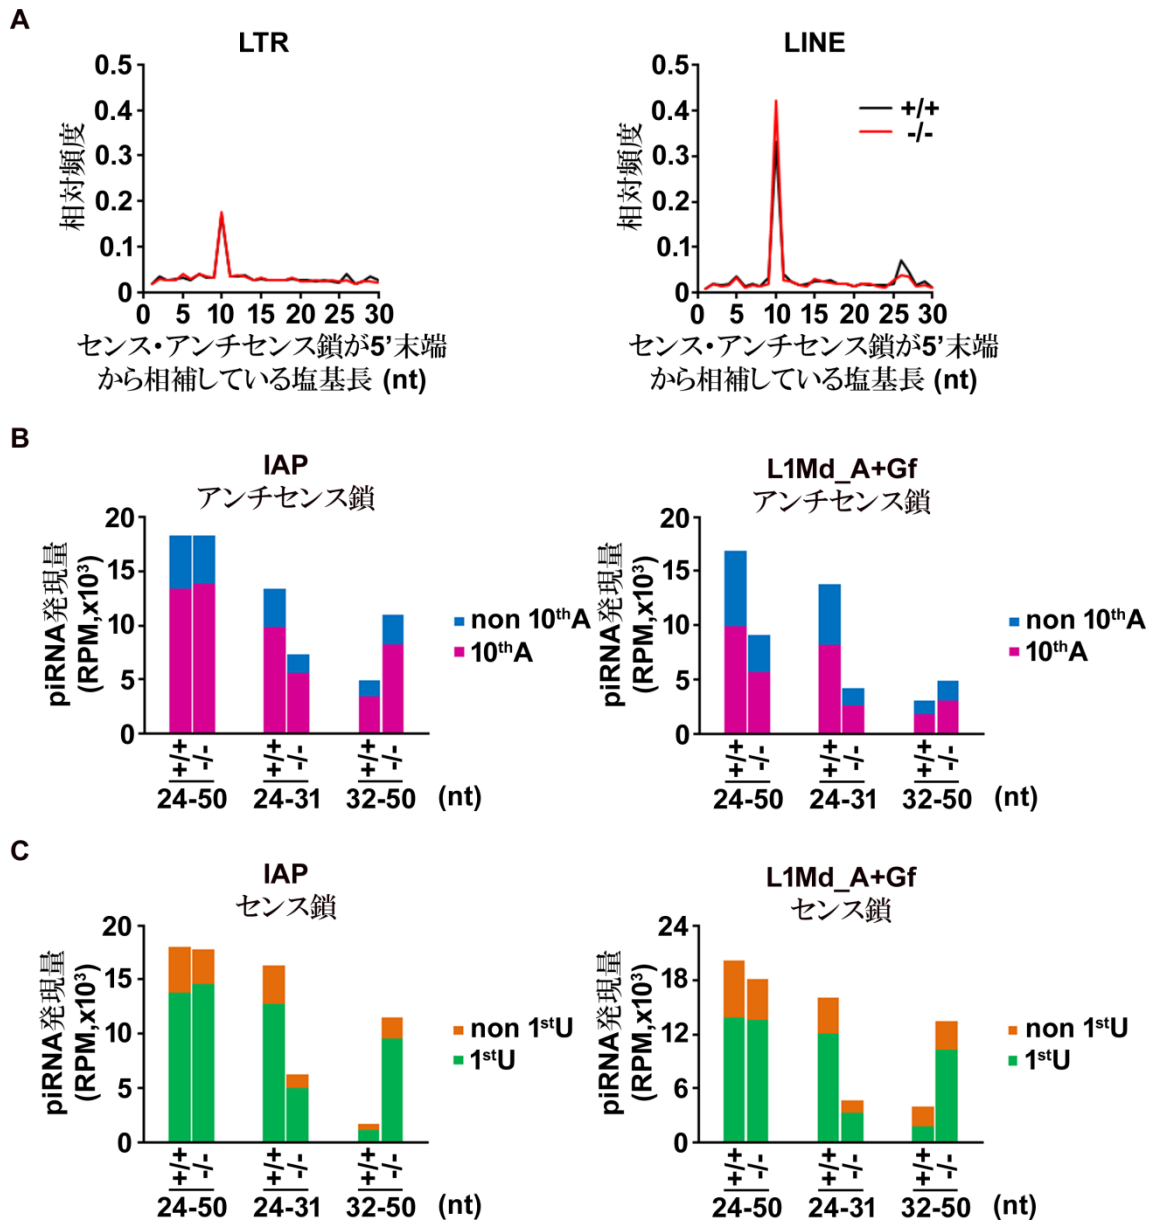 A
LTR
0.5
0.4
0.3
0.2
0.1
0
相対頻度
0 5 10 15 20 25 30
センス・アンチセンス鎖が5’末端
から相補している塩基長 (nt)
LINE
0.5
0.4
0.3
0.2
0.1
0
相対頻度
+/+
-/-
0 5 10 15 20 25 30
センス・アンチセンス鎖が5’末端
から相補している塩基長 (nt)
B
IAP
アンチセンス鎖
20
15
10
5
0
piRNA発現量
(RPM,x10³)
non 10ᵗʰA
10ᵗʰA
+/+ -/- +/+ -/- +/+ -/-
24-50 24-31 32-50 (nt)
L1Md_A+Gf
アンチセンス鎖
20
15
10
5
0
piRNA発現量
(RPM,x10³)
non 10ᵗʰA
10ᵗʰA
+/+ -/- +/+ -/- +/+ -/-
24-50 24-31 32-50 (nt)
C
IAP
センス鎖
20
15
10
5
0
piRNA発現量
(RPM,x10³)
non 1ˢᵗU
1ˢᵗU
+/+ -/- +/+ -/- +/+ -/-
24-50 24-31 32-50 (nt)
L1Md_A+Gf
センス鎖
24
18
12
6
0
piRNA発現量
(RPM,x10³)
non 1ˢᵗU
1ˢᵗU
+/+ -/- +/+ -/- +/+ -/-
24-50 24-31 32-50 (nt)